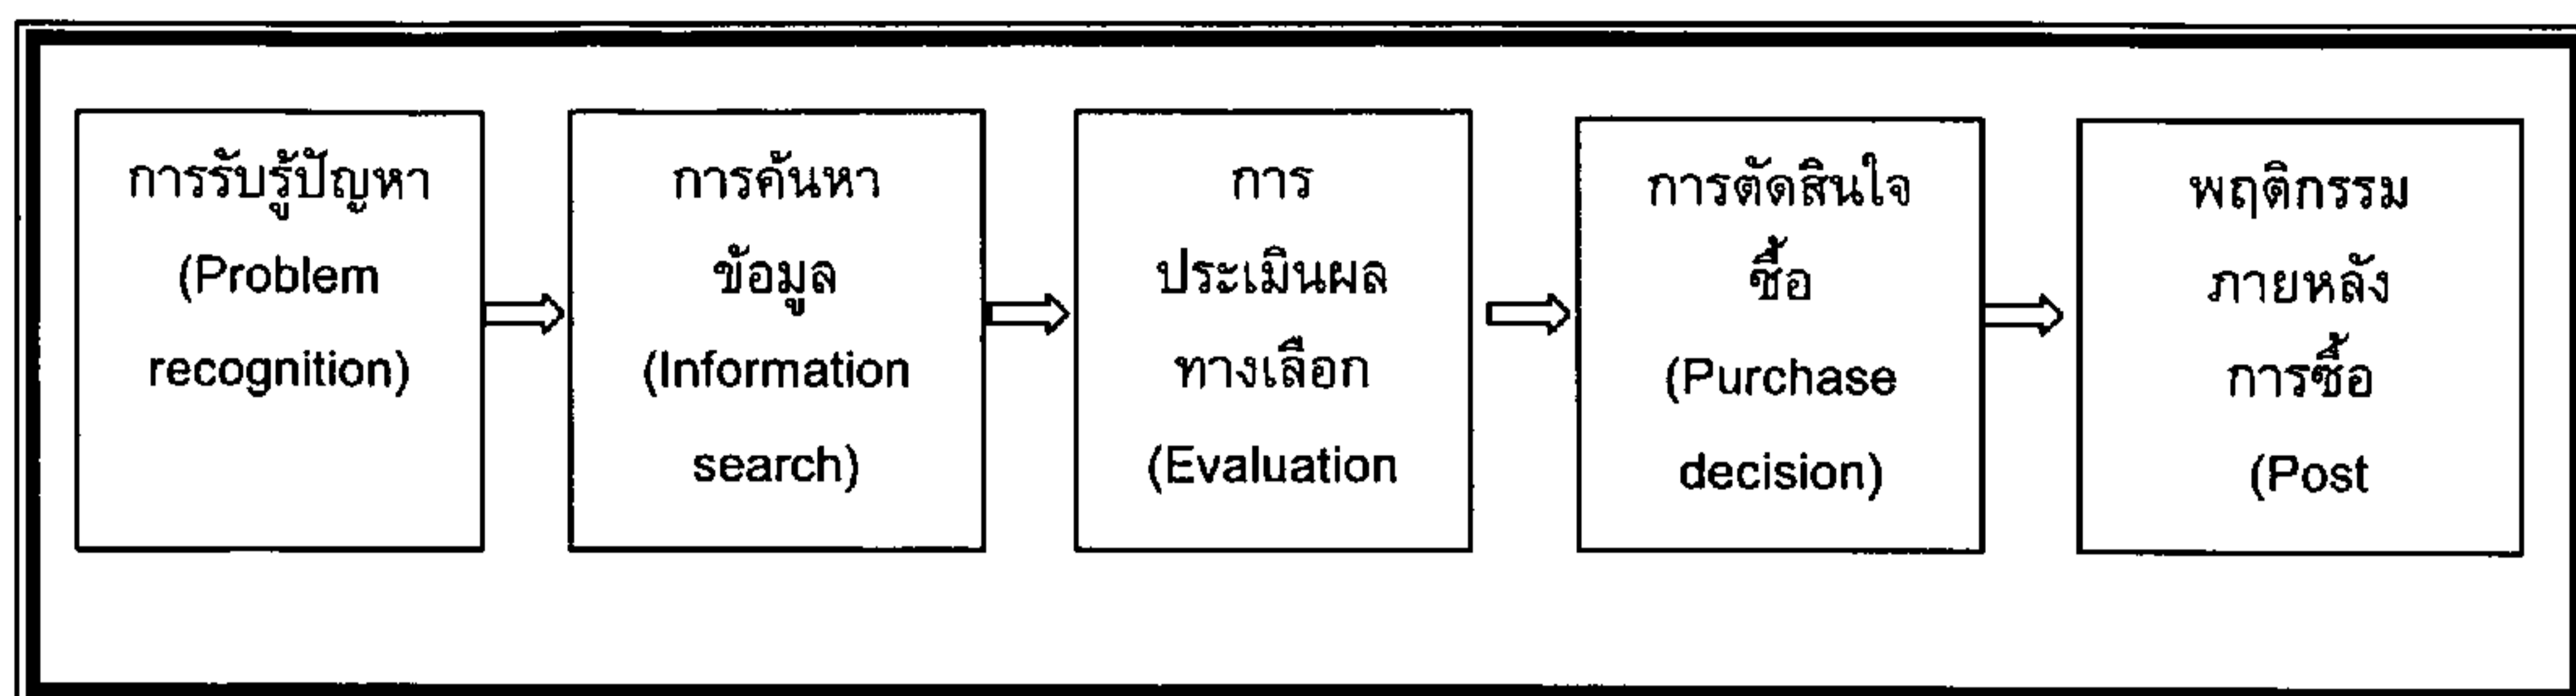 การรับรู้ปัญหา
(Problem
recognition)
การค้นหา
ข้อมูล
(Information
search)
การ
ประเมินผล
ทางเลือก
(Evaluation
การตัดสินใจ
ซื้อ
(Purchase
decision)
พฤติกรรม
ภายหลัง
การซื้อ
(Post